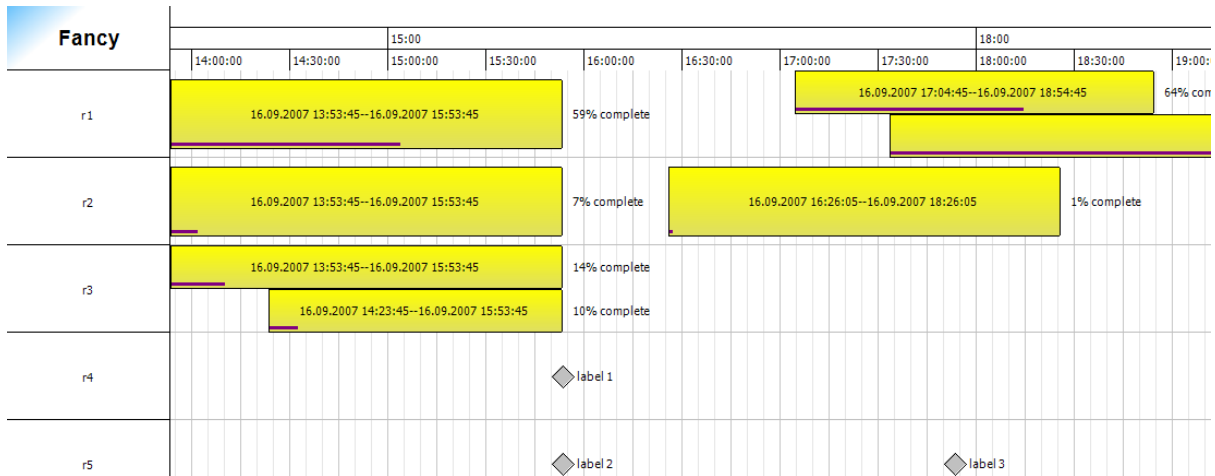 Fancy
15:00
18:00
14:00:00
14:30:00
15:00:00
15:30:00
16:00:00
16:30:00
17:00:00
17:30:00
18:00:00
18:30:00
19:00:
r1
16.09.2007 13:53:45--16.09.2007 15:53:45
59% complete
16.09.2007 17:04:45--16.09.2007 18:54:45
64% com
r2
16.09.2007 13:53:45--16.09.2007 15:53:45
7% complete
16.09.2007 16:26:05--16.09.2007 18:26:05
1% complete
r3
16.09.2007 13:53:45--16.09.2007 15:53:45
14% complete
16.09.2007 14:23:45--16.09.2007 15:53:45
10% complete
r4
label 1
r5
label 2
label 3